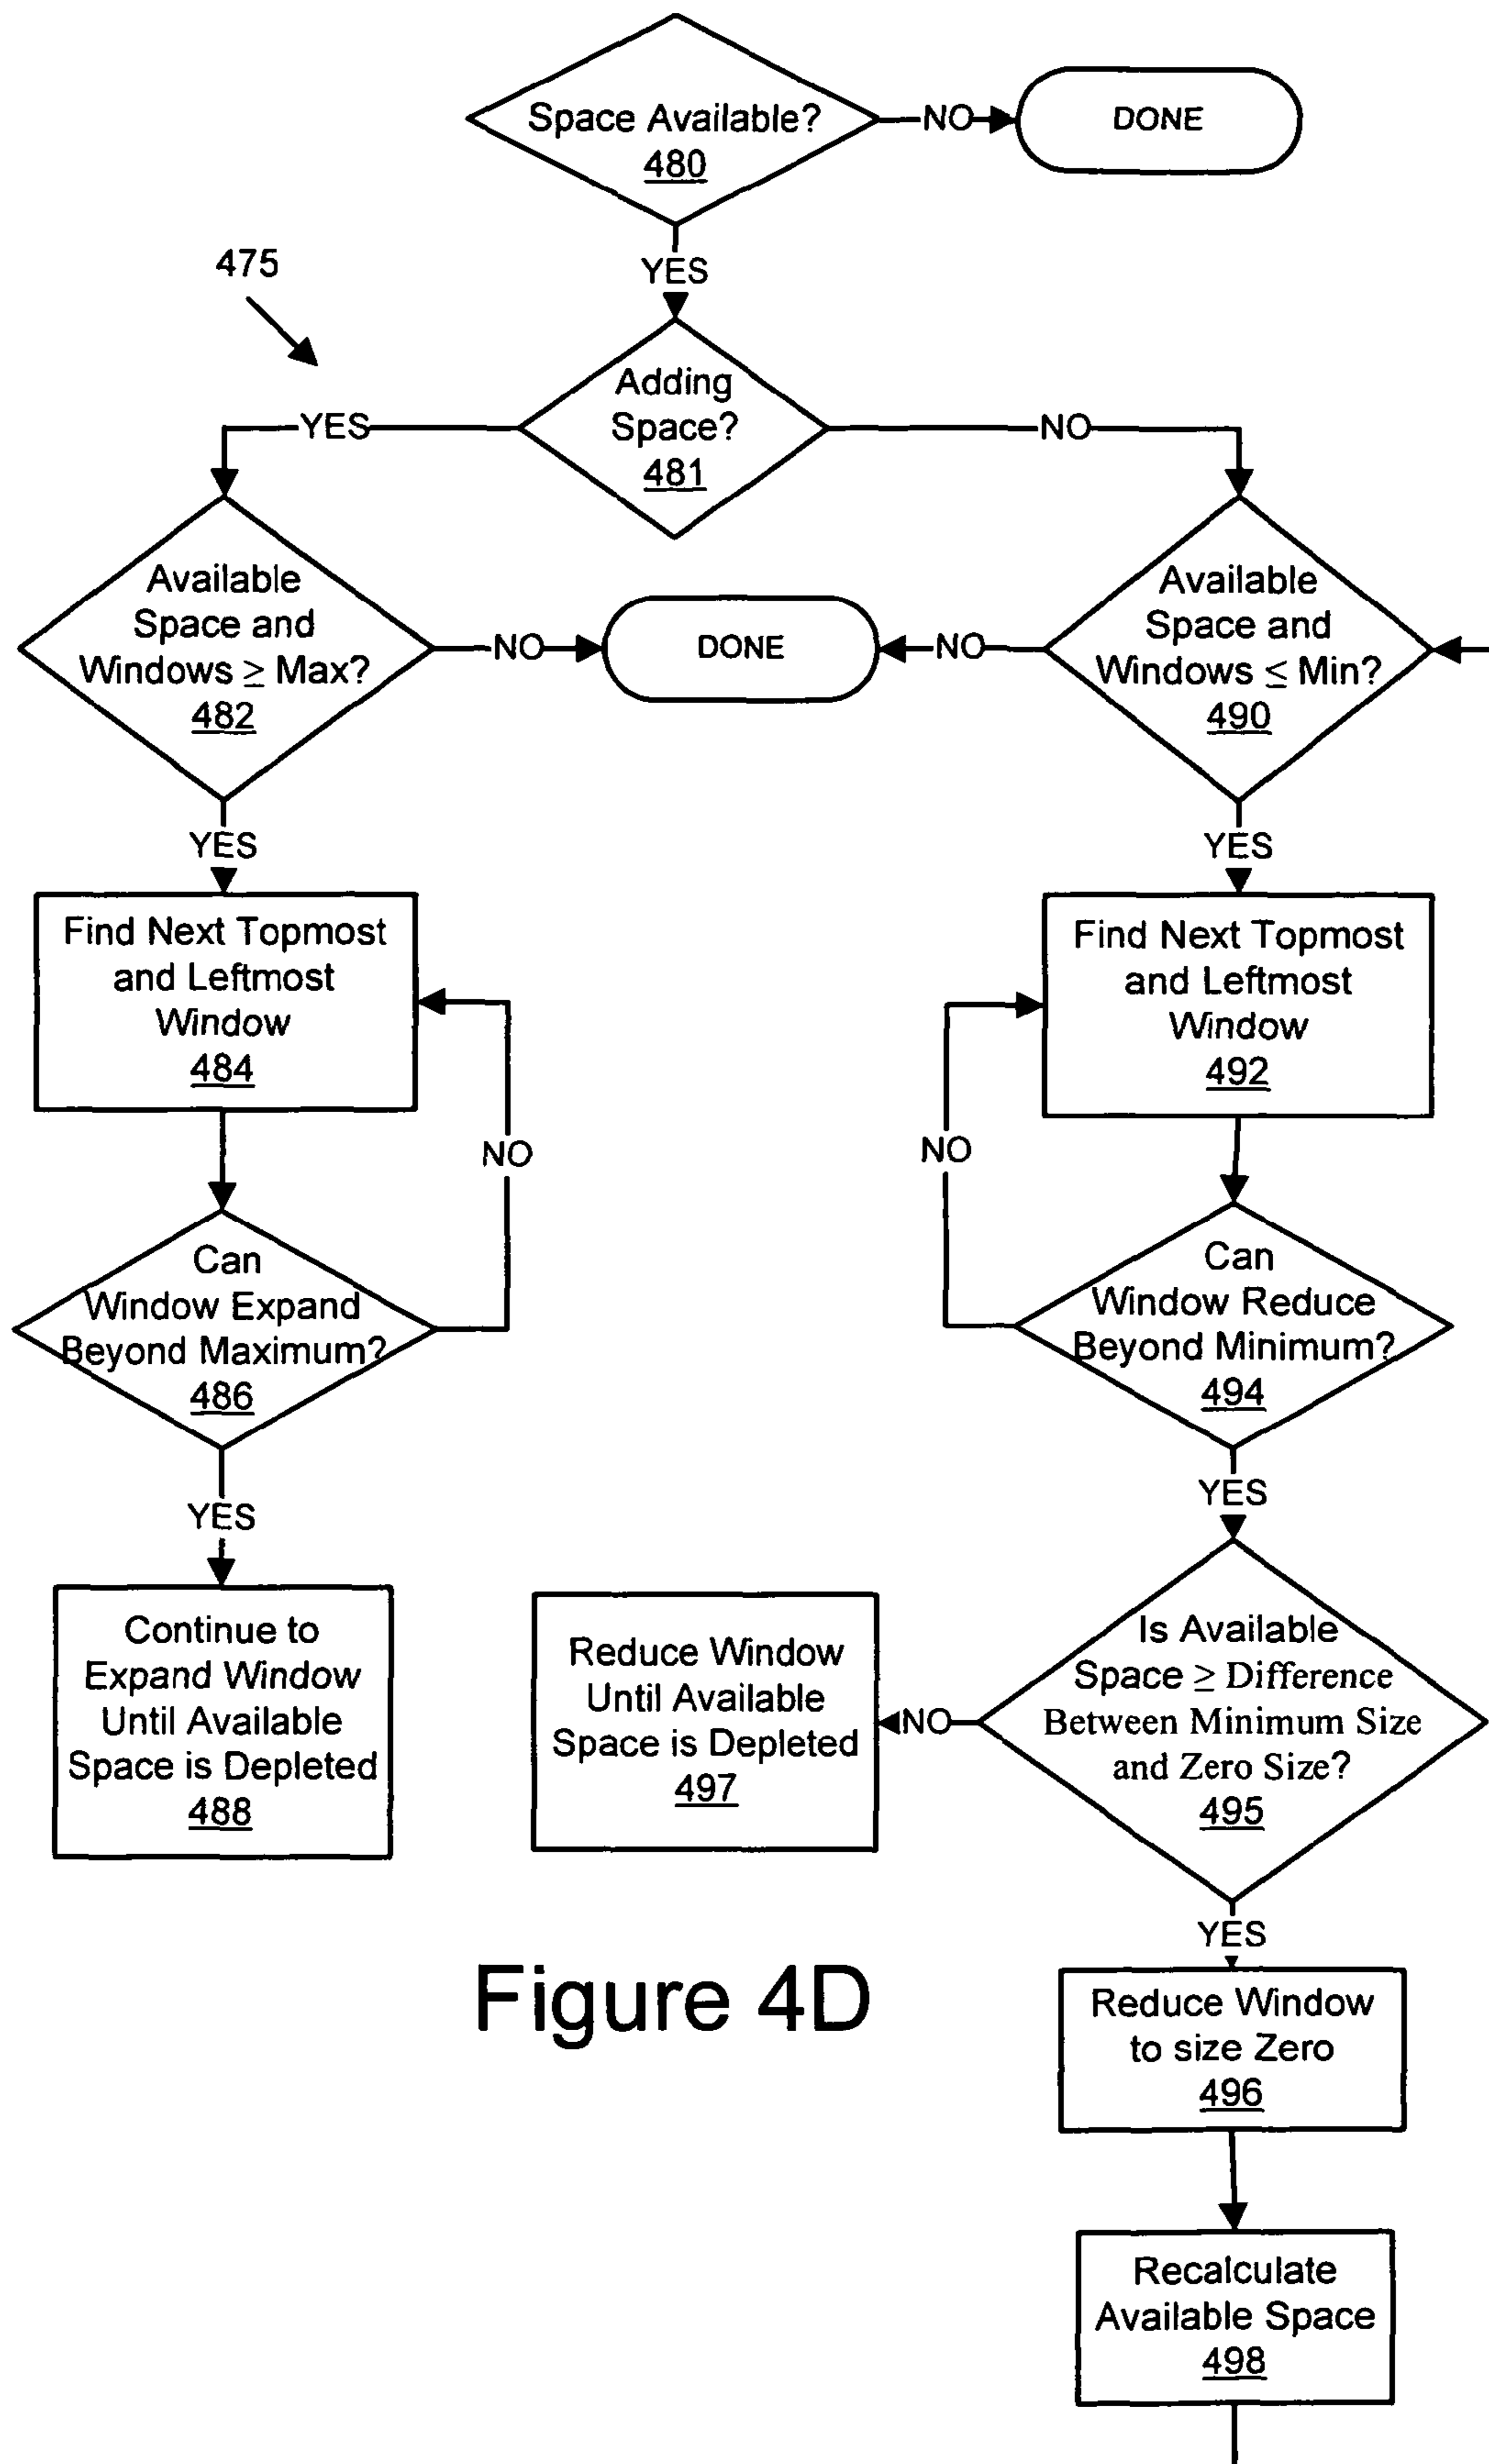 Space Available?
480
NO
DONE
YES
475
Adding
Space?
481
YES
NO
Available
Space and
Windows ≥ Max?
482
NO
DONE
NO
Available
Space and
Windows ≤ Min?
490
YES
YES
Find Next Topmost
and Leftmost
Window
484
Find Next Topmost
and Leftmost
Window
492
NO
NO
Can
Window Expand
Beyond Maximum?
486
Can
Window Reduce
Beyond Minimum?
494
YES
YES
Continue to
Expand Window
Until Available
Space is Depleted
488
Reduce Window
Until Available
Space is Depleted
497
NO
Is Available
Space ≥ Difference
Between Minimum Size
and Zero Size?
495
YES
Figure 4D
Reduce Window
to size Zero
496
Recalculate
Available Space
498